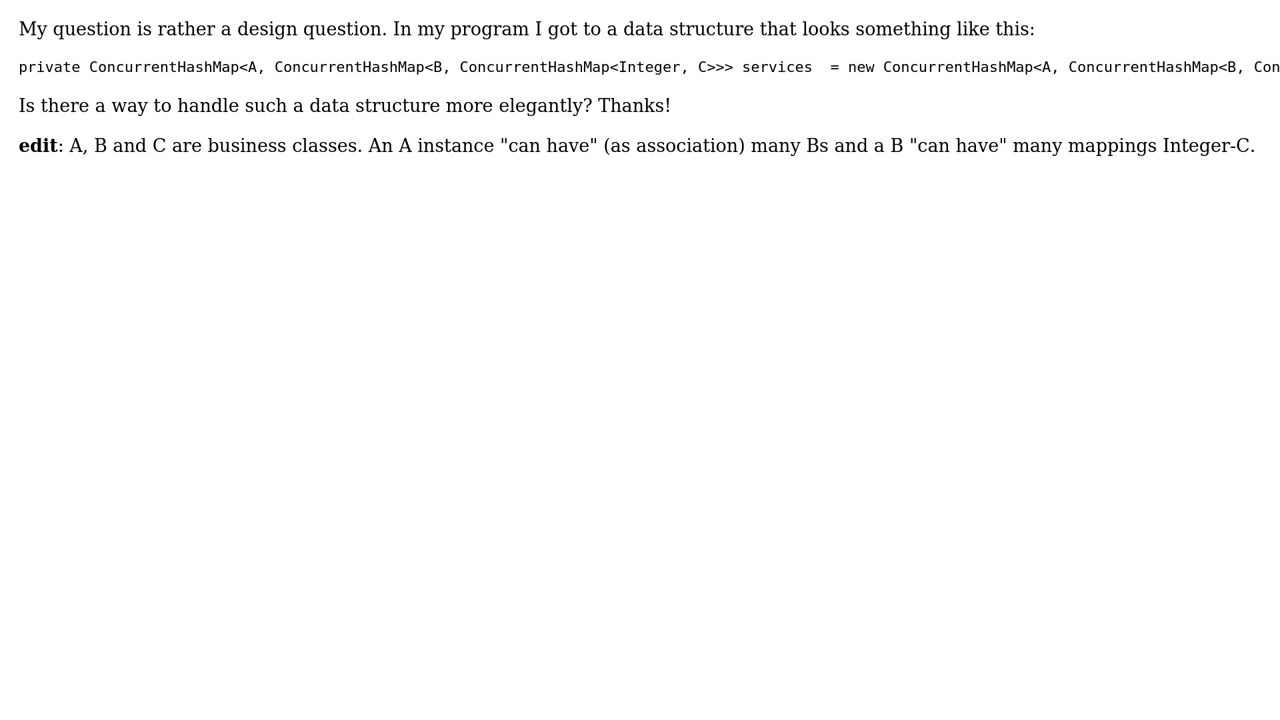 My question is rather a design question. In my program I got to a data structure that looks something like this:
private ConcurrentHashMap<A, ConcurrentHashMap<B, ConcurrentHashMap<Integer, C>>> services  = new ConcurrentHashMap<A, ConcurrentHashMap<B, Con
Is there a way to handle such a data structure more elegantly? Thanks!
edit: A, B and C are business classes. An A instance "can have" (as association) many Bs and a B "can have" many mappings Integer-C.